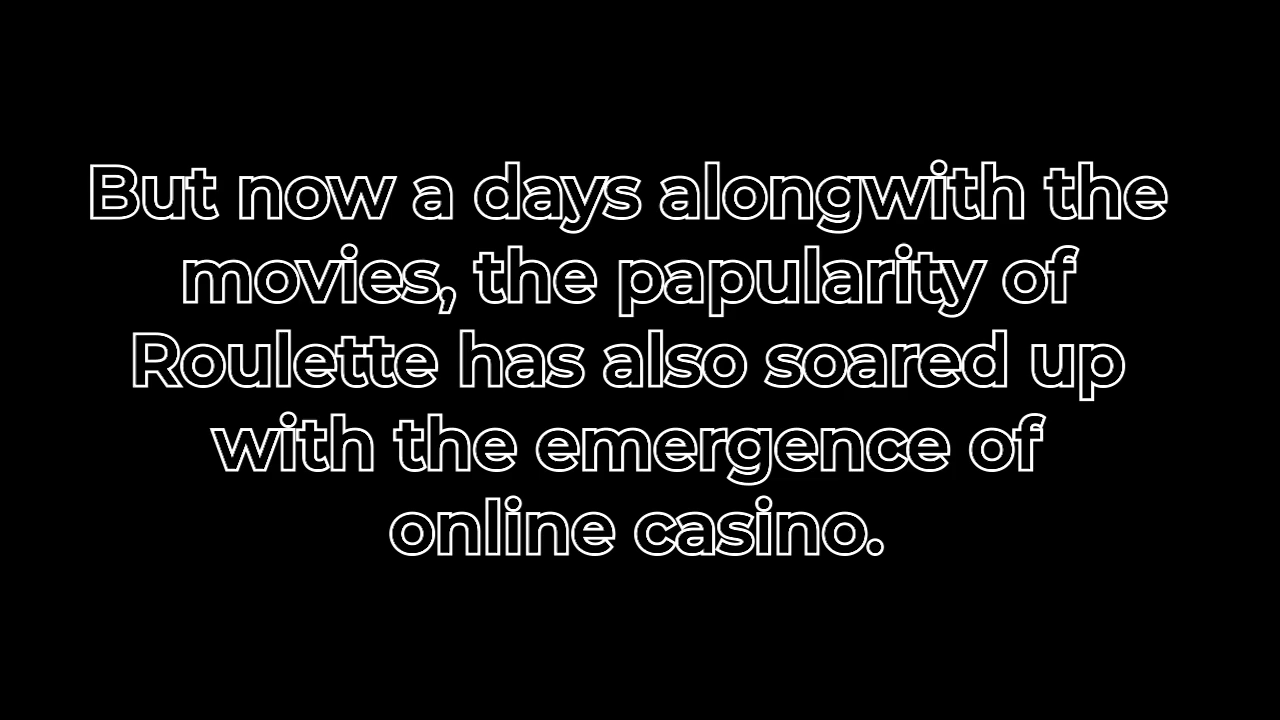 But now a days alongwith the
movies, the papularity of
Roulette has also soared up
with the emergence of
online casino.